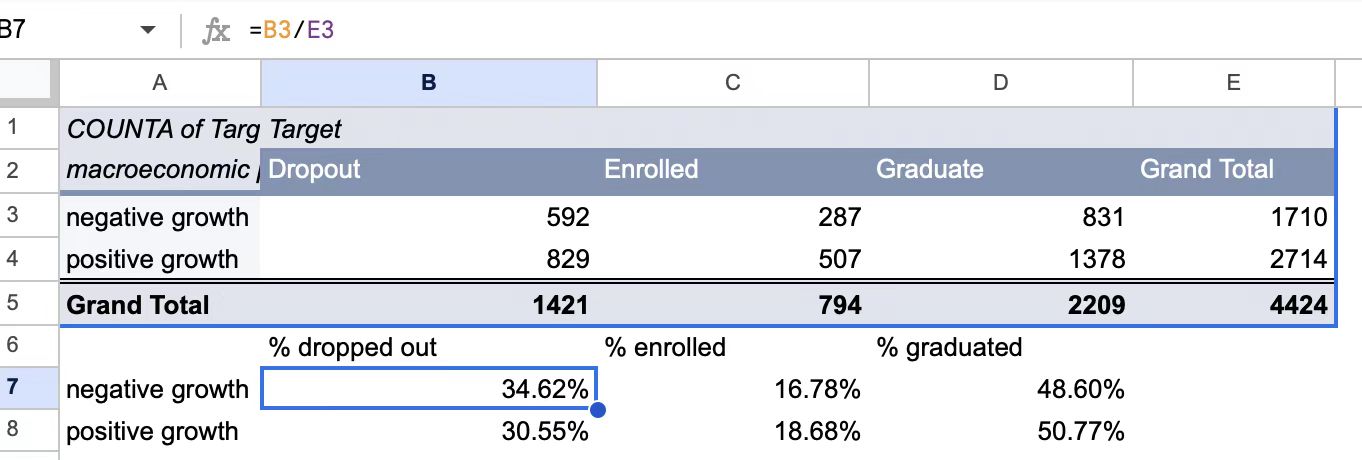 B7 fx =B3/E3
A B C D E
1 COUNTA of Targ Target
2 macroeconomic Dropout Enrolled Graduate Grand Total
3 negative growth 592 287 831 1710
4 positive growth 829 507 1378 2714
5 Grand Total 1421 794 2209 4424
6 % dropped out % enrolled % graduated
7 negative growth 34.62% 16.78% 48.60%
8 positive growth 30.55% 18.68% 50.77%